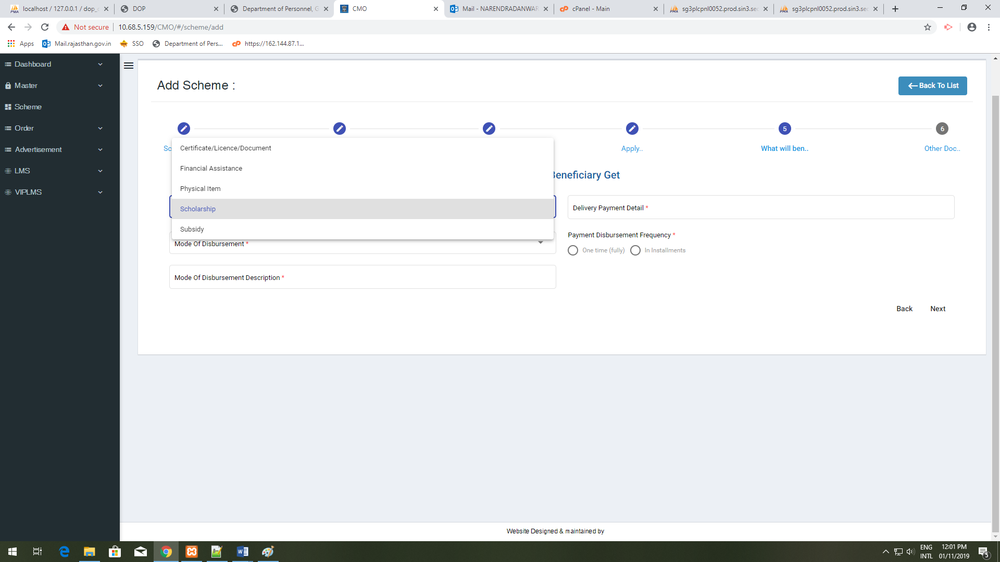 localhost / 127.0.0.1 / dop_
DOP
Department of Personnel, G
CMO
Mail - NARENDRADANWAR
cPanel - Main
sg3plcpnl0052.prod.sin3.sec
sg3plcpnl0052.prod.sin3.sec
Not secure
10.68.5.159/CMO/#/scheme/add
Apps
Mail.rajasthan.gov.in
SSO
Department of Pers...
https://162.144.87.1...
Dashboard
Master
Scheme
Order
Advertisement
LMS
VIPLMS
Add Scheme :
Back To List
5
6
Sc
Apply..
What will ben..
Other Doc..
Beneficiary Get
Certificate/Licence/Document
Financial Assistance
Physical Item
Scholarship
Subsidy
Delivery Payment Detail *
Mode Of Disbursement *
Payment Disbursement Frequency *
One time (fully)
In Installments
Mode Of Disbursement Description *
Back
Next
Website Designed & maintained by
ENG
INTL
12:01 PM
01/11/2019
5